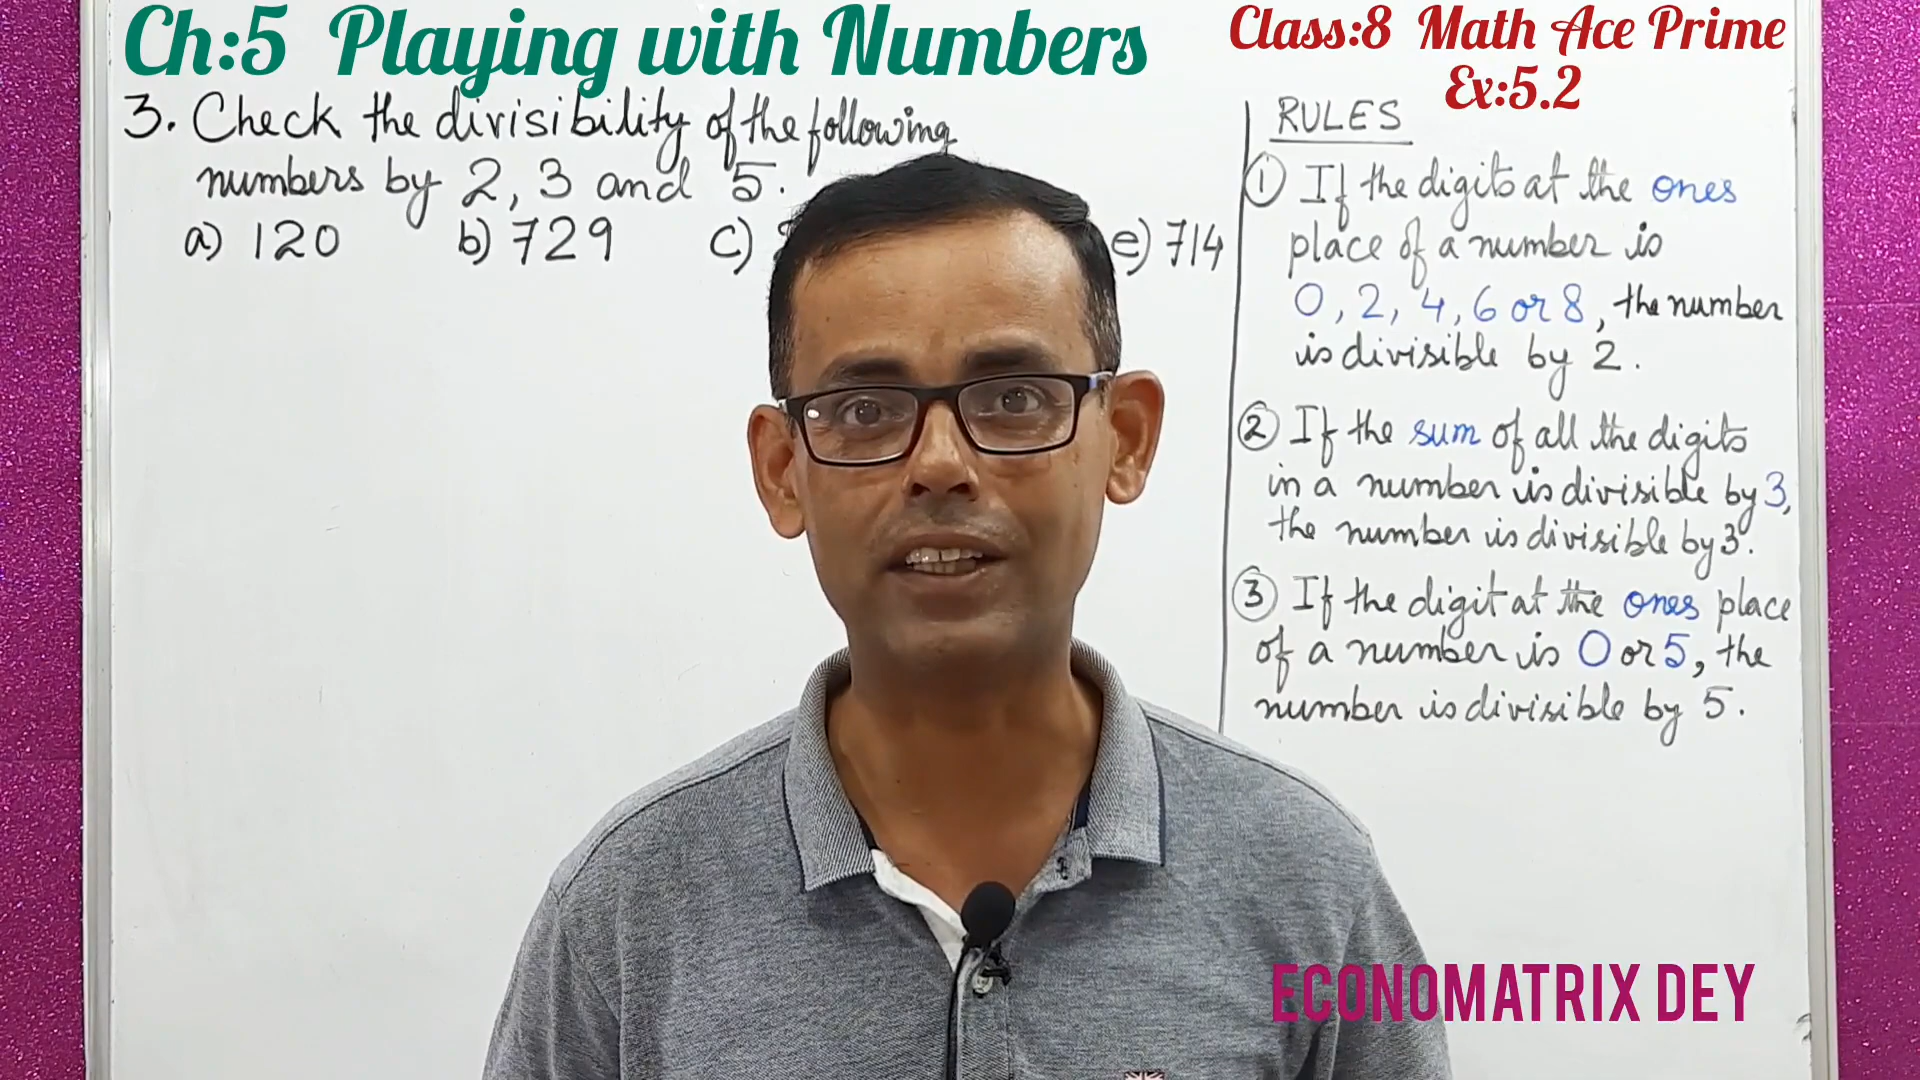 Ch:5 Playing with Numbers
Class:8 Math Ace Prime
Ex:5.2
3. Check the divisibility of the following
numbers by 2, 3 and 5.
a) 120 b) 729 c) e) 714
RULES
① If the digits at the ones
place of a number is
0, 2, 4, 6 or 8, the number
is divisible by 2.
② If the sum of all the digits
in a number is divisible by 3,
the number is divisible by 3.
③ If the digit at the ones place
of a number is 0 or 5, the
number is divisible by 5.
ECONOMATRIX DEY